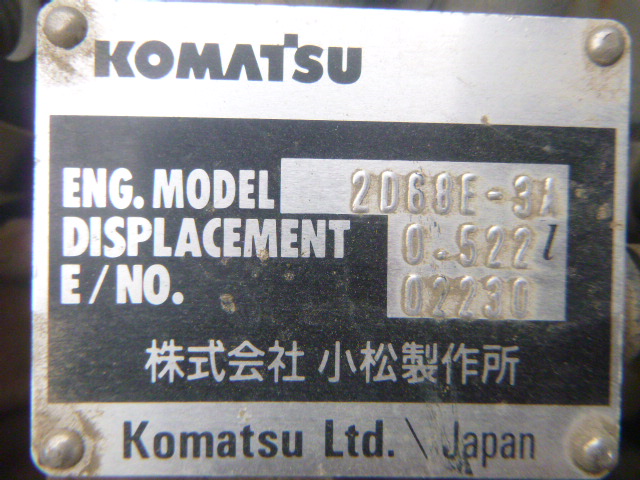 KOMATSU
ENG. MODEL 2D68E-3A
DISPLACEMENT 0.522 l
E/NO. 02230
株式会社 小松製作所
Komatsu Ltd. \ Japan